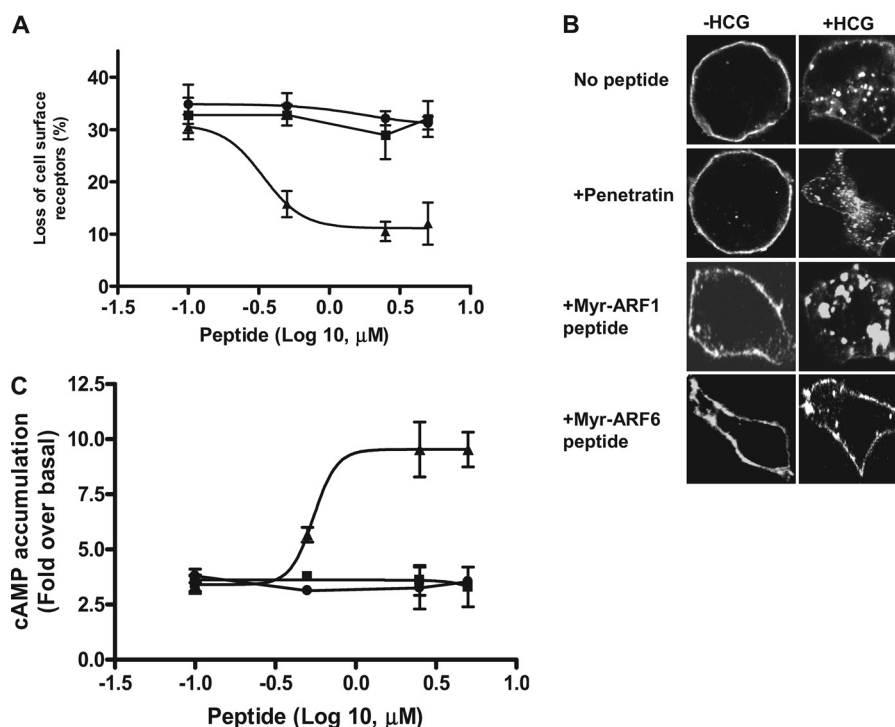 A
Loss of cell surface
receptors (%)
40
30
20
10
0
-1.5
-1.0
-0.5
0.0
0.5
1.0
Peptide (Log 10, μM)
B
-HCG
+HCG
No peptide
+Penetratin
+Myr-ARF1
peptide
+Myr-ARF6
peptide
C
cAMP accumulation
(Fold over basal)
12.5
10.0
7.5
5.0
2.5
0.0
-1.5
-1.0
-0.5
0.0
0.5
1.0
Peptide (Log 10, μM)